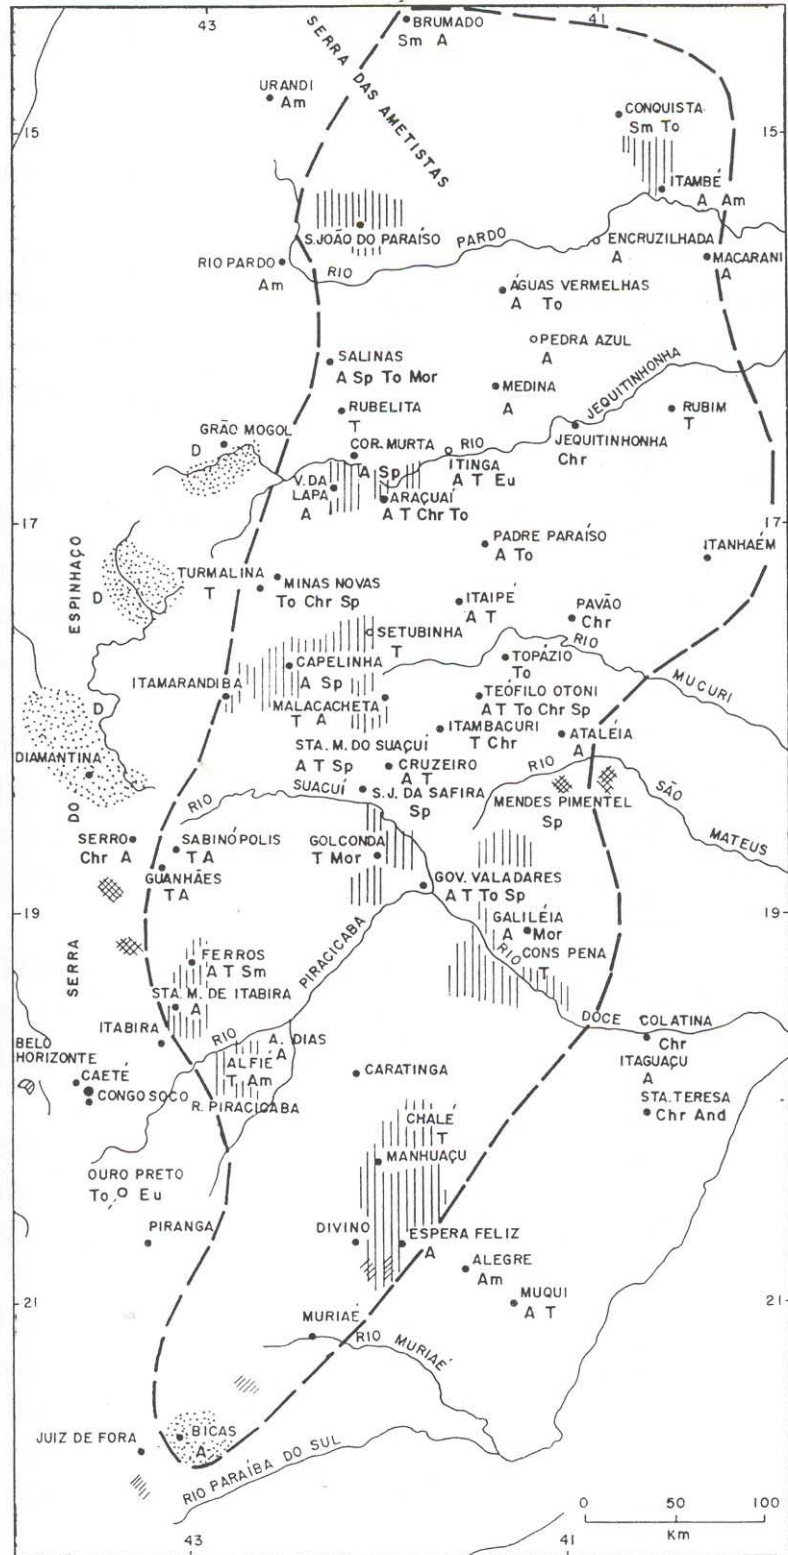 43
41
BRUMADO
Sm A
SERRA DAS AMETISTAS
URANDI
Am
CONQUISTA
Sm To
15
15
ITAMBÉ
A Am
S. JOÃO DO PARAÍSO
RIO PARDO
ENCRUZILHADA
A
MACARANI
A
RIO PARDO
Am
ÁGUAS VERMELHAS
A To
PEDRA AZUL
A
SALINAS
A Sp To Mor
MEDINA
A
RUBELITA
T
RIO JEQUITINHONHA
RUBIM
T
GRÃO MOGOL
D
COR. MURTA
A Sp
JEQUITINHONHA
Chr
ITINGA
A T Eu
V. DA
LAPA
A
ARAÇUAÍ
A T Chr To
17
17
PADRE PARAÍSO
A To
ITANHAÉM
TURMALINA
T
MINAS NOVAS
To Chr Sp
D
ITAIPÉ
A T
PAVÃO
Chr
SETUBINHA
T
RIO MUCURI
TOPÁZIO
To
CAPELINHA
A Sp
ITAMARANDIBA
MALACACHETA
T A
TEÓFILO OTONI
A T To Chr Sp
D
ITAMBACURI
T Chr
ATALÉIA
A
STA. M. DO SUAÇUÍ
A T Sp
DIAMANTINA
CRUZEIRO
A T
RIO SÃO MATEUS
S.J. DA SAFIRA
Sp
MENDES PIMENTEL
Sp
RIO SUACUÍ
SERRA DO ESPINHAÇO
SERRO
Chr A
SABINÓPOLIS
T A
GOLCONDA
T Mor
GUANHÃES
T A
GOV. VALADARES
A T To Sp
19
19
GALILÉIA
A
Mor
CONS PENA
T
FERROS
A T Sm
STA. M. DE ITABIRA
A
RIO PIRACICABA
RIO DOCE
ITABIRA
COLATINA
Chr
A. DIAS
A
BELO
HORIZONTE
ALFIÉ
T Am
ITAGUAÇU
A
CAETÉ
CARATINGA
CONGO SOCO
R. PIRACICABA
STA. TERESA
Chr And
CHALÉ
T
MANHUAÇU
OURO PRETO
To Eu
PIRANGA
DIVINO
ESPERA FELIZ
A
ALEGRE
Am
MUQUI
A T
21
21
MURIAÉ
RIO MURIAÉ
JUIZ DE FORA
BICAS
A
RIO PARAÍBA DO SUL
0 50 100
Km
43
41